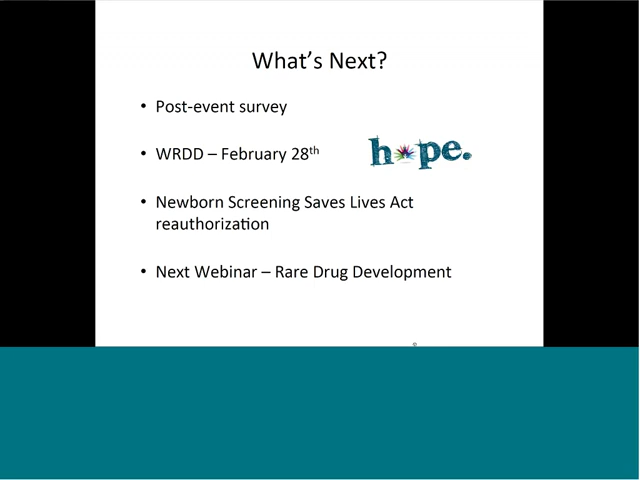 What's Next?
• Post-event survey
• WRDD – February 28th
hope.
• Newborn Screening Saves Lives Act
reauthorization
• Next Webinar – Rare Drug Development
®